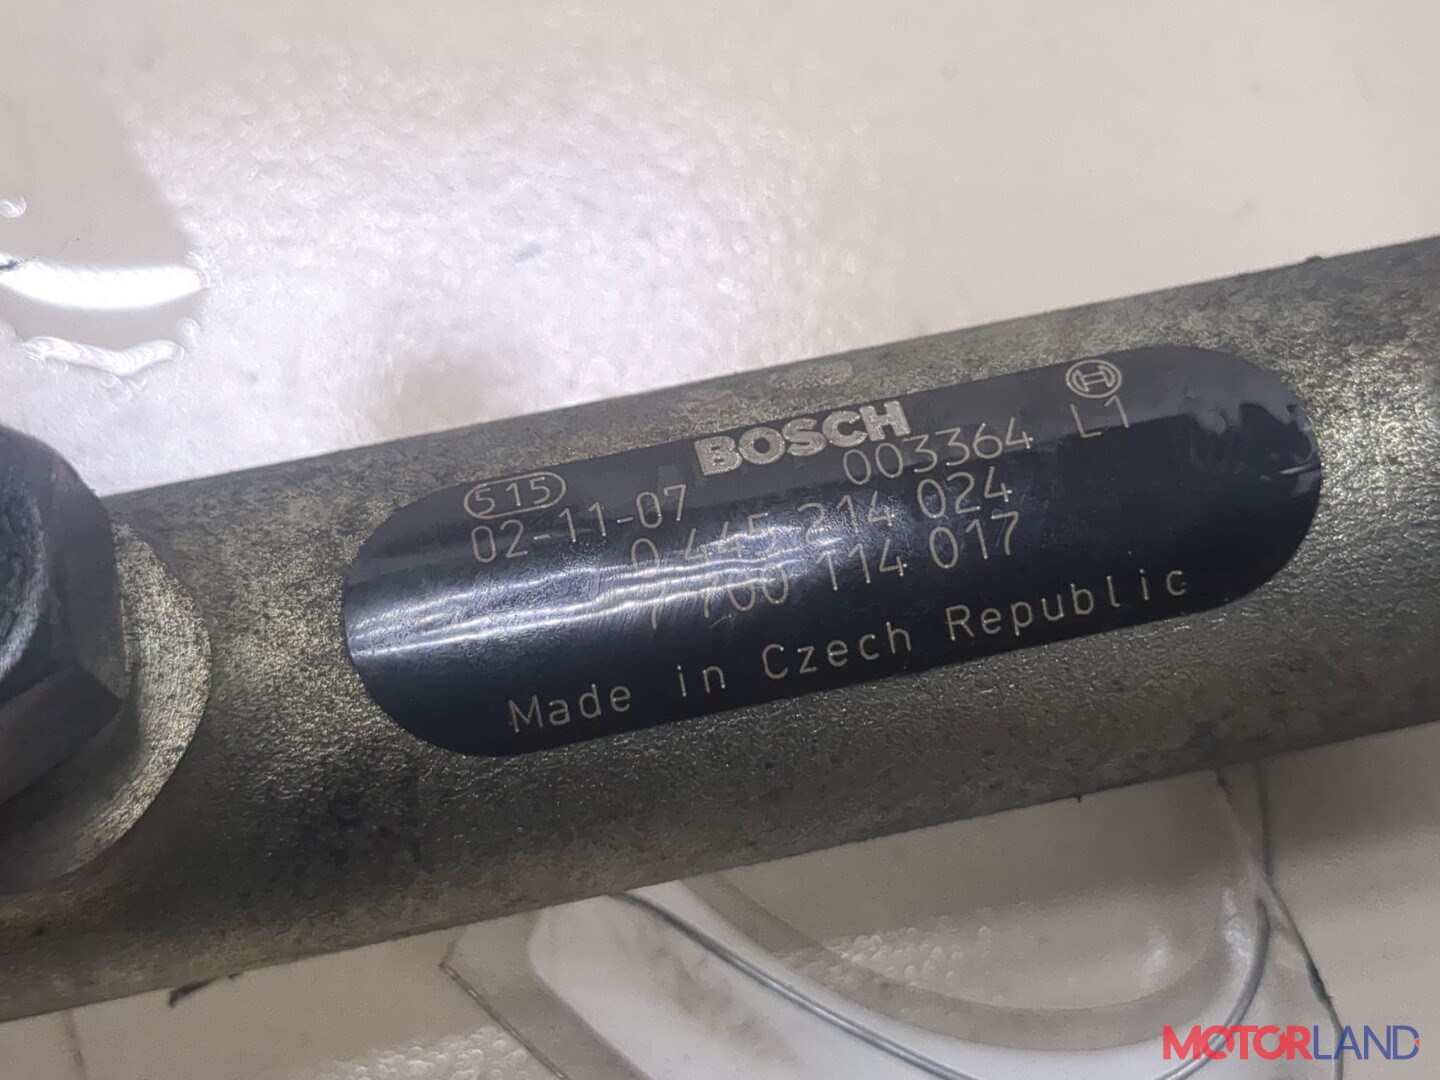 BOSCH
515
02-11-07 003364 L1
0 445 214 024
7 700 114 017
Made in Czech Republic
MOTORLAND